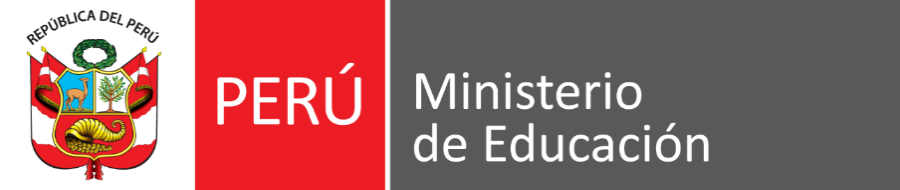 REPÚBLICA DEL PERÚ
PERÚ
Ministerio
de Educación